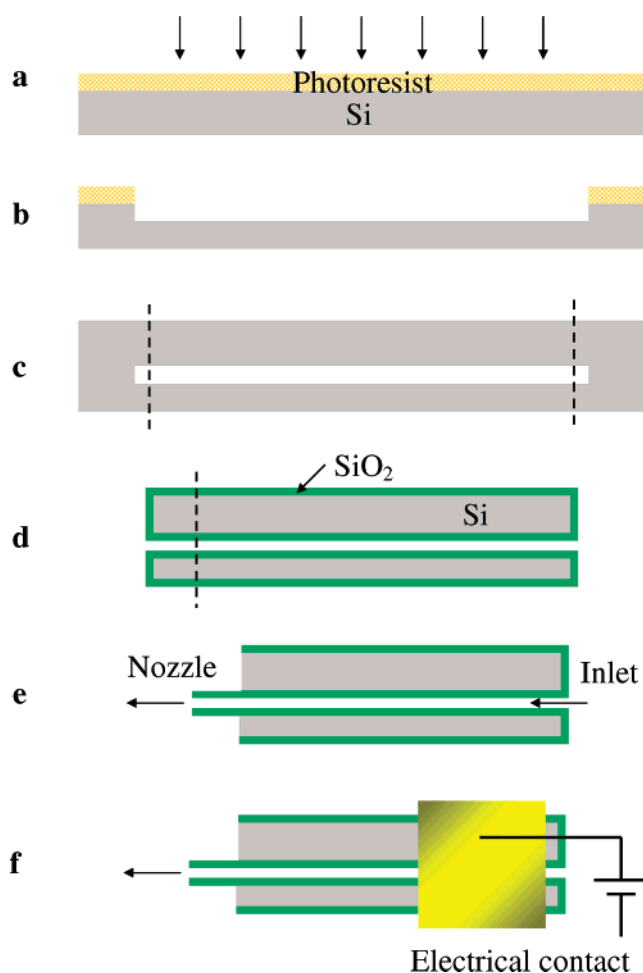 a
Photoresist
Si
b
c
SiO₂
Si
d
Nozzle
Inlet
e
f
Electrical contact